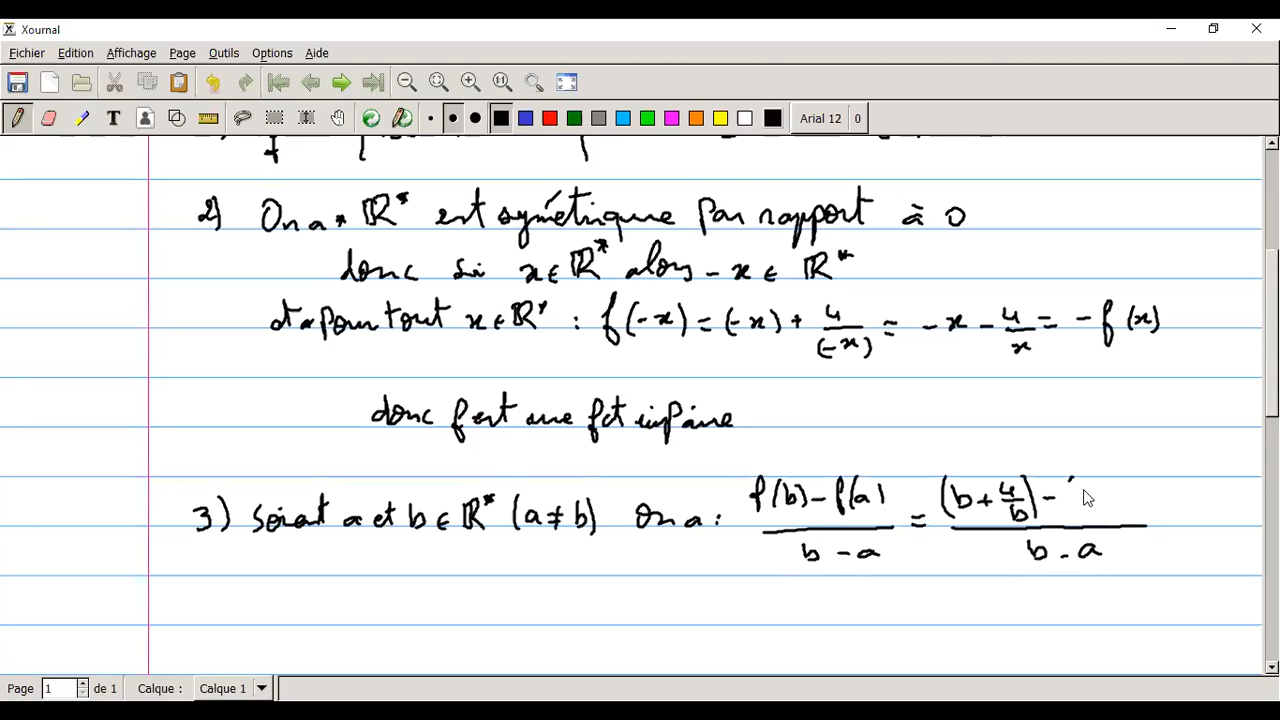 Xournal
Fichier Edition Affichage Page Outils Options Aide
Arial 12 0
2) On a * ℝ* est symétrique Par rapport à 0
donc si x ∈ ℝ* alors -x ∈ ℝ*
et * Pour tout x ∈ ℝ* : f(-x) = (-x) + 4/(-x) = -x - 4/x = -f(x)
donc f est une fct impaire
3) Soient a et b ∈ ℝ* (a ≠ b) On a : (f(b) - f(a))/(b - a) = ((b + 4/b) -)/(b - a)
Page 1 de 1 Calque : Calque 1